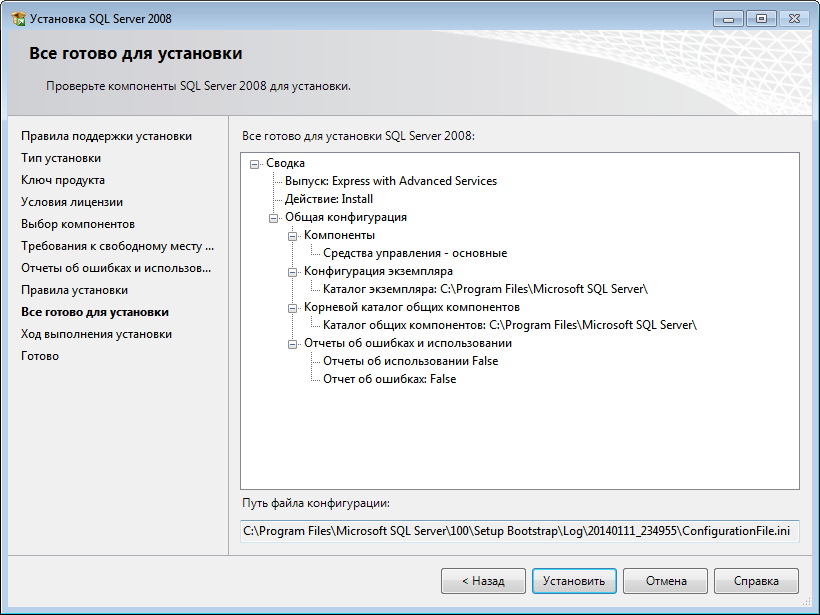 Установка SQL Server 2008
Все готово для установки
Проверьте компоненты SQL Server 2008 для установки.
Правила поддержки установки
Тип установки
Ключ продукта
Условия лицензии
Выбор компонентов
Требования к свободному месту ...
Отчеты об ошибках и использов...
Правила установки
Все готово для установки
Ход выполнения установки
Готово
Все готово для установки SQL Server 2008:
Сводка
Выпуск: Express with Advanced Services
Действие: Install
Общая конфигурация
Компоненты
Средства управления - основные
Конфигурация экземпляра
Каталог экземпляра: C:\Program Files\Microsoft SQL Server\
Корневой каталог общих компонентов
Каталог общих компонентов: C:\Program Files\Microsoft SQL Server\
Отчеты об ошибках и использовании
Отчеты об использовании False
Отчет об ошибках: False
Путь файла конфигурации:
C:\Program Files\Microsoft SQL Server\100\Setup Bootstrap\Log\20140111_234955\ConfigurationFile.ini
< Назад
Установить
Отмена
Справка